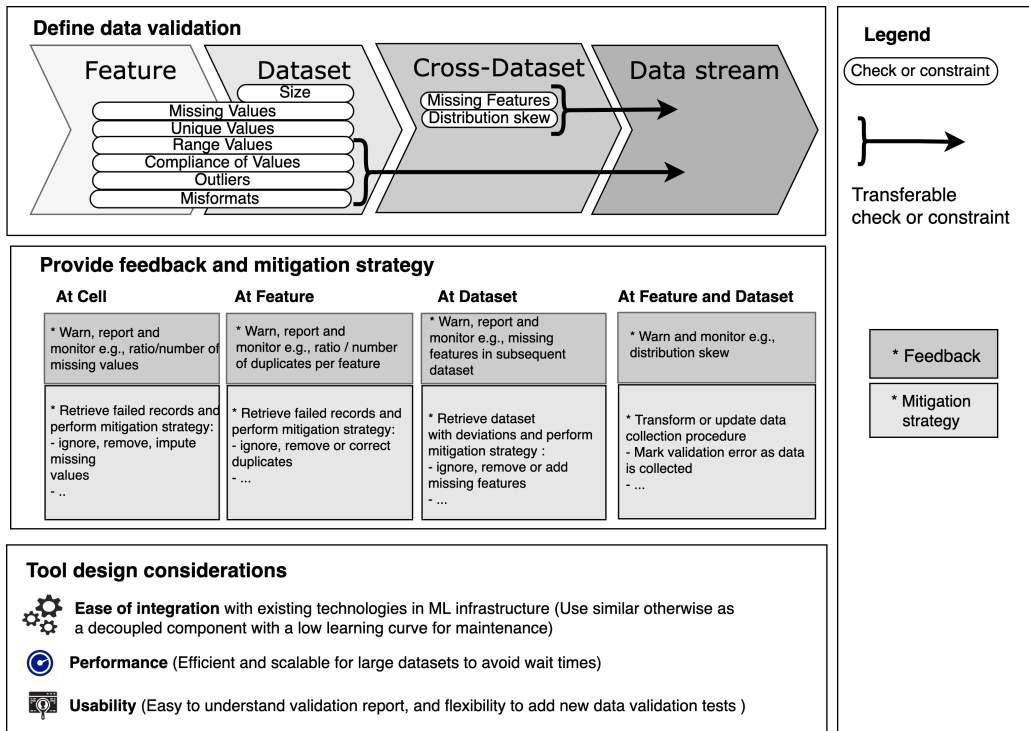 Define data validation
Feature
Dataset
Cross-Dataset
Data stream
Size
Missing Values
Unique Values
Range Values
Compliance of Values
Outliers
Misformats
Missing Features
Distribution skew
Legend
Check or constraint
Transferable
check or constraint
* Feedback
* Mitigation
strategy
Provide feedback and mitigation strategy
At Cell
* Warn, report and
monitor e.g., ratio/number of
missing values
* Retrieve failed records and
perform mitigation strategy:
- ignore, remove, impute
missing
values
- ..
At Feature
* Warn, report and
monitor e.g., ratio / number
of duplicates per feature
* Retrieve failed records and
perform mitigation strategy:
- ignore, remove or correct
duplicates
- ...
At Dataset
* Warn, report and
monitor e.g., missing
features in subsequent
dataset
* Retrieve dataset
with deviations and perform
mitigation strategy :
- ignore, remove or add
missing features
- ...
At Feature and Dataset
* Warn and monitor e.g.,
distribution skew
* Transform or update data
collection procedure
- Mark validation error as data
is collected
- ...
Tool design considerations
Ease of integration with existing technologies in ML infrastructure (Use similar otherwise as
a decoupled component with a low learning curve for maintenance)
Performance (Efficient and scalable for large datasets to avoid wait times)
Usability (Easy to understand validation report, and flexibility to add new data validation tests )